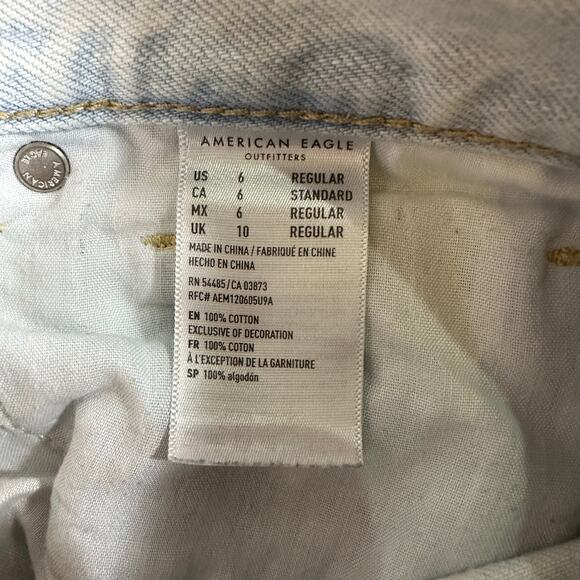 AMERICAN EAGLE
OUTFITTERS
US 6 REGULAR
CA 6 STANDARD
MX 6 REGULAR
UK 10 REGULAR
MADE IN CHINA / FABRIQUÉ EN CHINE
HECHO EN CHINA
RN 54485 / CA 03873
RFC# AEM120605U9A
EN 100% COTTON
EXCLUSIVE OF DECORATION
FR 100% COTON
À L'EXCEPTION DE LA GARNITURE
SP 100% algodón
AMERICAN
EAGLE